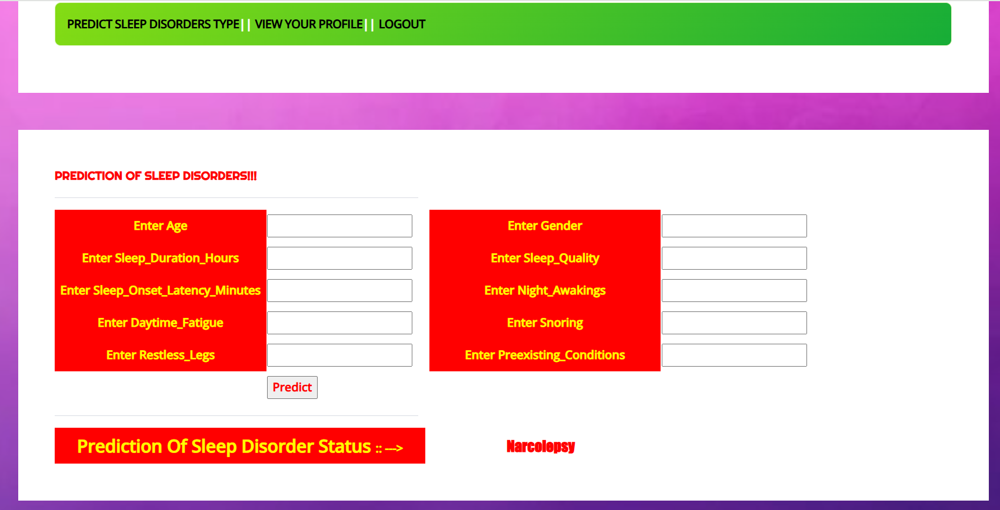 PREDICT SLEEP DISORDERS TYPE|| VIEW YOUR PROFILE|| LOGOUT
PREDICTION OF SLEEP DISORDERS!!!
Enter Age
Enter Gender
Enter Sleep_Duration_Hours
Enter Sleep_Quality
Enter Sleep_Onset_Latency_Minutes
Enter Night_Awakings
Enter Daytime_Fatigue
Enter Snoring
Enter Restless_Legs
Enter Preexisting_Conditions
Predict
Prediction Of Sleep Disorder Status :: --->
Narcolepsy